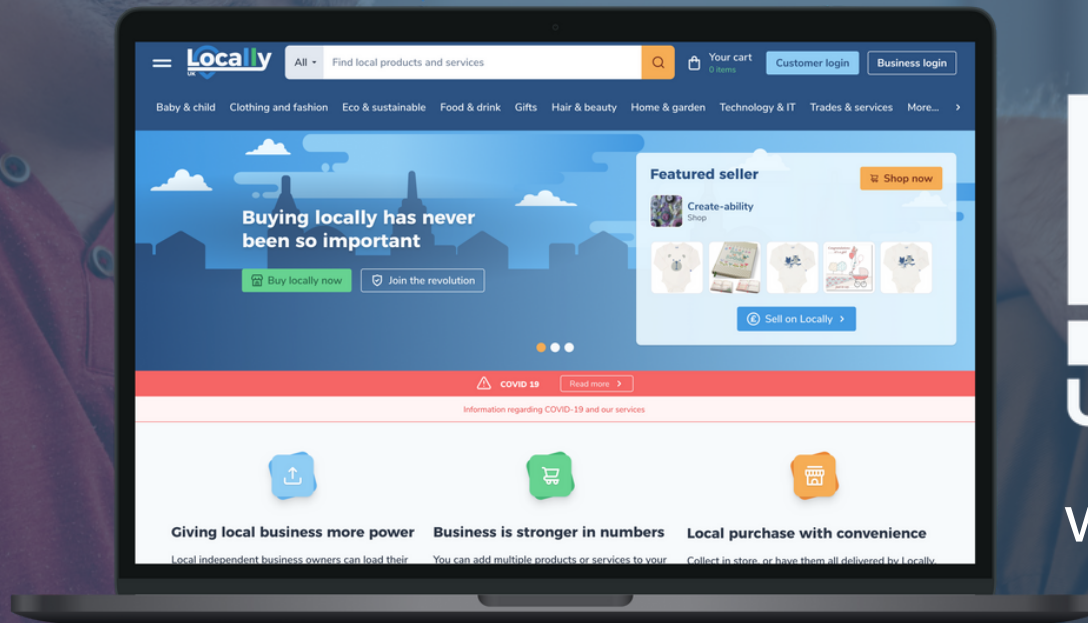 Locally
UK
All
Find local products and services
Your cart
0 items
Customer login
Business login
Baby & child Clothing and fashion Eco & sustainable Food & drink Gifts Hair & beauty Home & garden Technology & IT Trades & services More...
Buying locally has never
been so important
Buy locally now
Join the revolution
Featured seller
Shop now
Create-ability
Shop
Sell on Locally
COVID 19
Read more
Information regarding COVID-19 and our services
Giving local business more power
Local independent business owners can load their
Business is stronger in numbers
You can add multiple products or services to your
Local purchase with convenience
Collect in store, or have them all delivered by Locally.